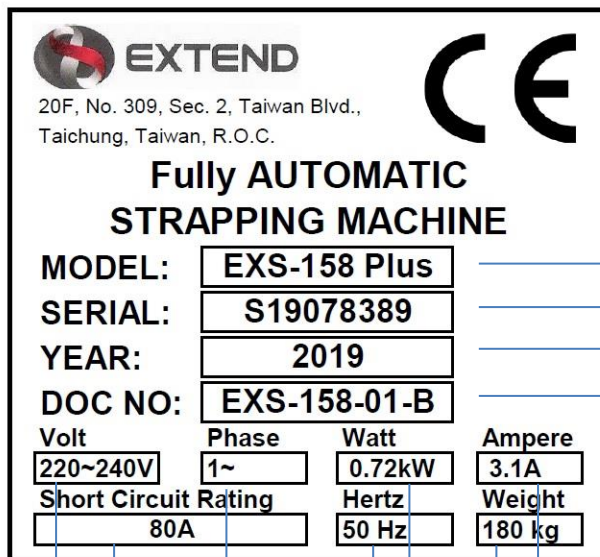 EXTEND
20F, No. 309, Sec. 2, Taiwan Blvd.,
Taichung, Taiwan, R.O.C.
CE
Fully AUTOMATIC
STRAPPING MACHINE
MODEL: EXS-158 Plus
SERIAL: S19078389
YEAR: 2019
DOC NO: EXS-158-01-B
Volt Phase Watt Ampere
220~240V 1~ 0.72kW 3.1A
Short Circuit Rating Hertz Weight
80A 50 Hz 180 kg